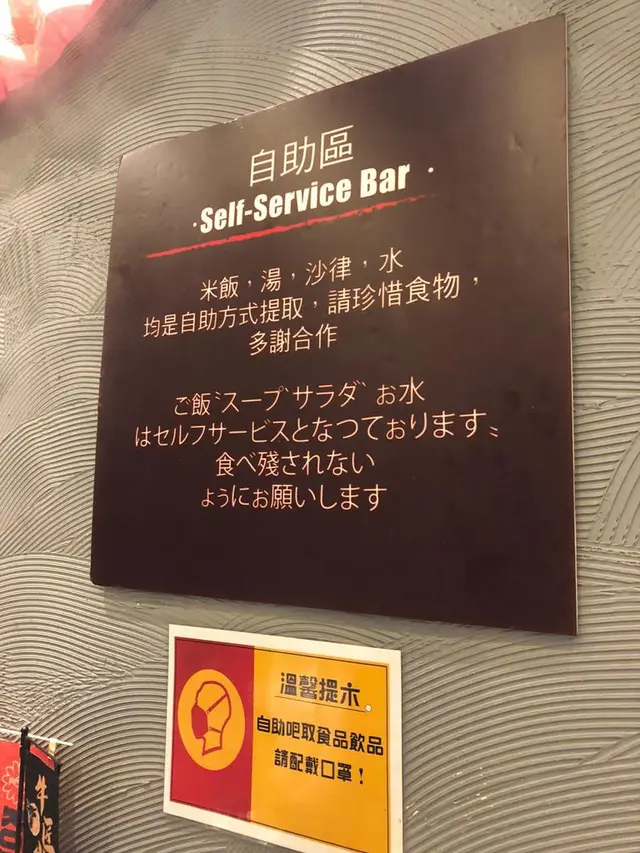 自助區
·Self-Service Bar·
米飯，湯，沙律，水
均是自助方式提取，請珍惜食物，
多謝合作
ご飯〝スープ〝サラダ〝お水
はセルフサービスとなつております〟
食べ殘されない
ようにお願いします
溫馨提示
自助吧取食品飲品
請配戴口罩！
牛